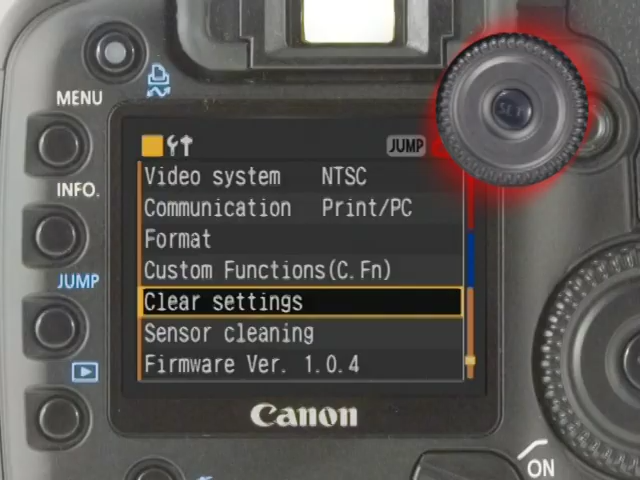 MENU
JUMP
Video system NTSC
INFO.
Communication Print/PC
Format
Custom Functions(C.Fn)
JUMP
Clear settings
Sensor cleaning
Firmware Ver. 1.0.4
Canon
ON
SET